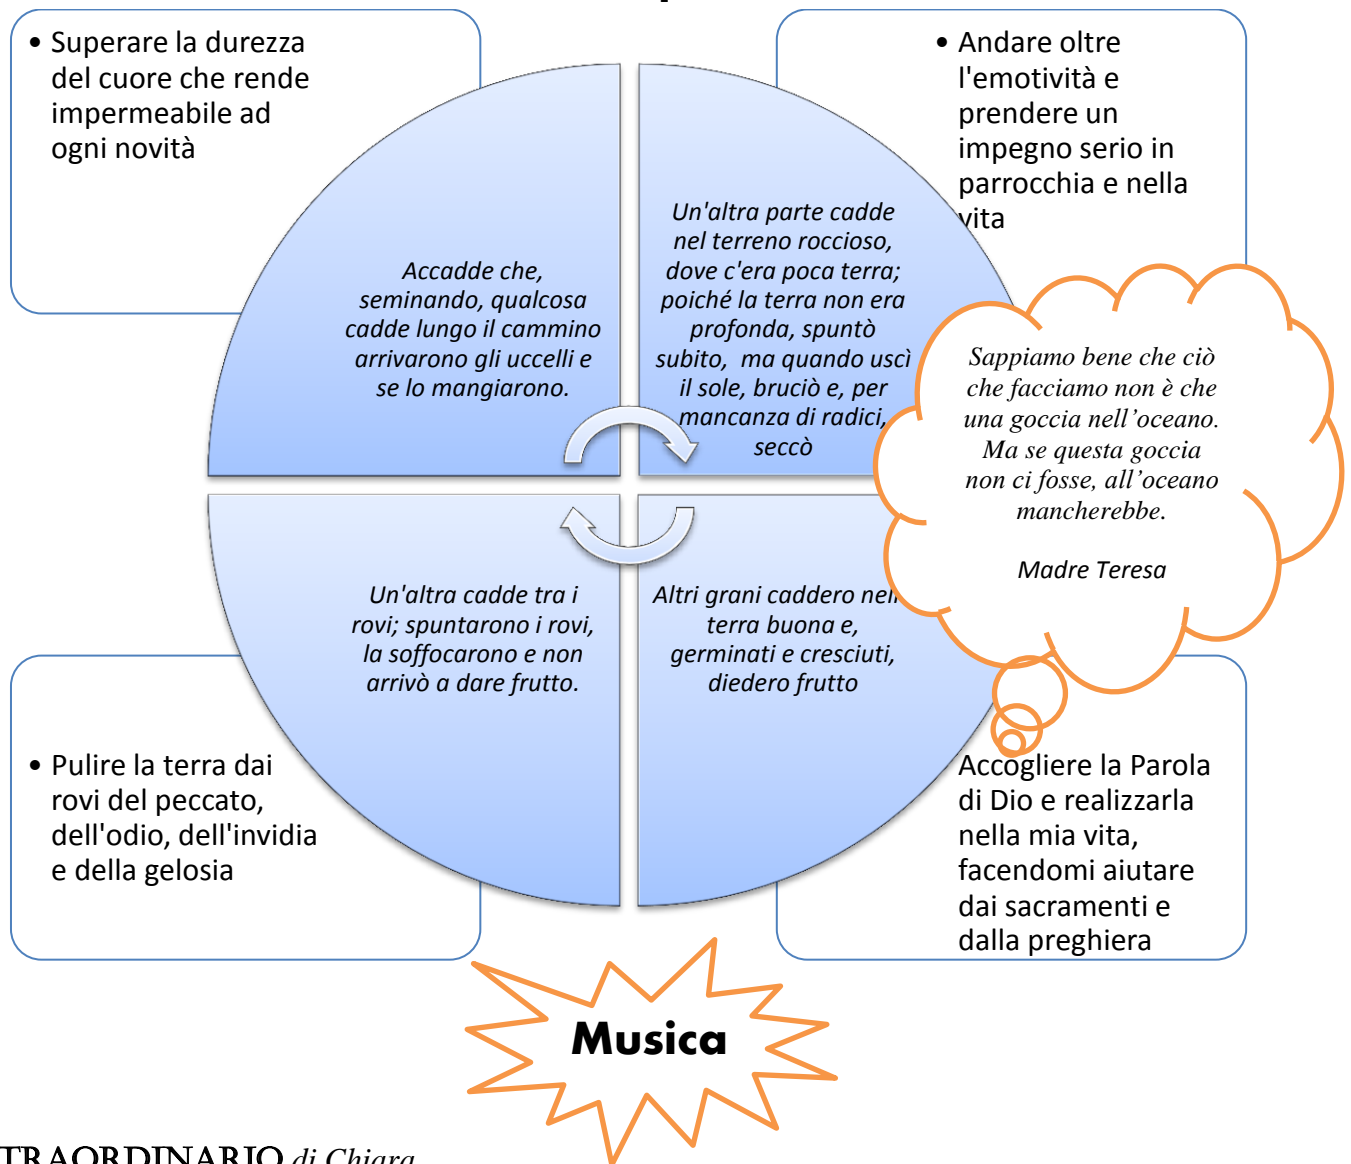 • Superare la durezza
del cuore che rende
impermeabile ad
ogni novità
• Andare oltre
l'emotività e
prendere un
impegno serio in
parrocchia e nella
vita
Accadde che,
seminando, qualcosa
cadde lungo il cammino
arrivarono gli uccelli e
se lo mangiarono.
Un'altra parte cadde
nel terreno roccioso,
dove c'era poca terra;
poiché la terra non era
profonda, spuntò
subito, ma quando uscì
il sole, bruciò e, per
mancanza di radici,
seccò
Sappiamo bene che ciò
che facciamo non è che
una goccia nell’oceano.
Ma se questa goccia
non ci fosse, all’oceano
mancherebbe.
Madre Teresa
Un'altra cadde tra i
rovi; spuntarono i rovi,
la soffocarono e non
arrivò a dare frutto.
Altri grani caddero
terra buona e,
germinati e cresciuti,
diedero frutto
• Pulire la terra dai
rovi del peccato,
dell'odio, dell'invidia
e della gelosia
Accogliere la Parola
di Dio e realizzarla
nella mia vita,
facendomi aiutare
dai sacramenti e
dalla preghiera
Musica
TRAORDINARIO di Chiara